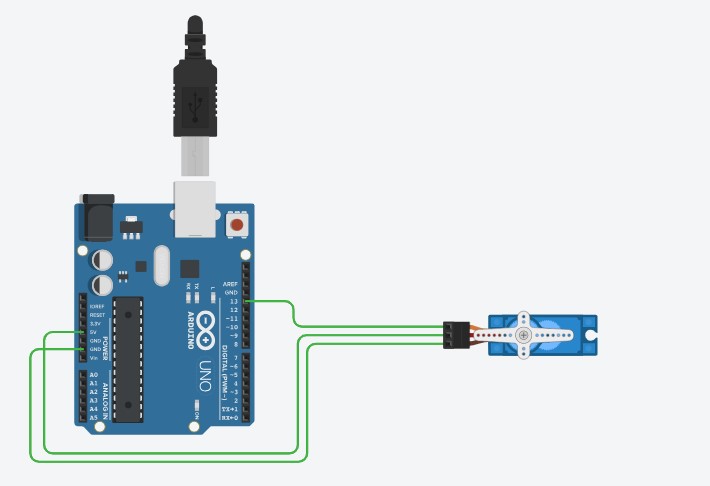 AREF
GND
13
12
~11
~10
~9
8
7
~6
~5
4
~3
2
TX→1
RX←0
DIGITAL (PWM~)
L
TX
RX
ARDUINO
UNO
ON
IOREF
RESET
3.3V
5V
GND
GND
Vin
POWER
A0
A1
A2
A3
A4
A5
ANALOG IN